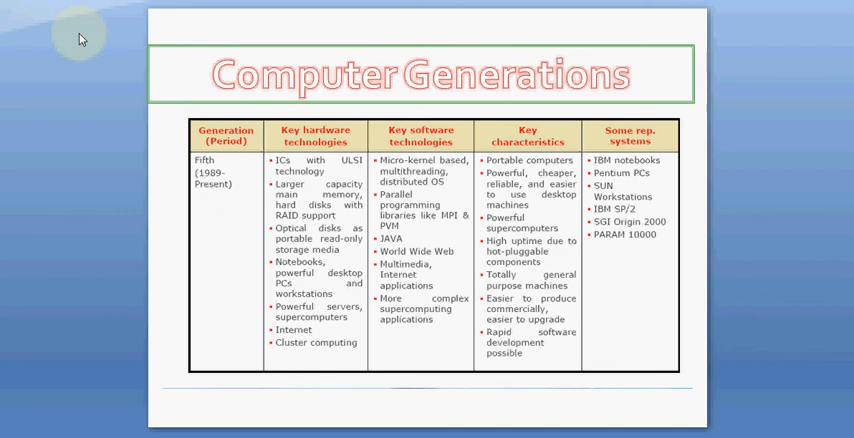 Computer Generations
Generation
(Period)
Key hardware
technologies
Key software
technologies
Key
characteristics
Some rep.
systems
Fifth
(1989-
Present)
▪ ICs with ULSI
technology
▪ Larger capacity
main memory,
hard disks with
RAID support
▪ Optical disks as
portable read-only
storage media
▪ Notebooks,
powerful desktop
PCs and
workstations
▪ Powerful servers,
supercomputers
▪ Internet
▪ Cluster computing
▪ Micro-kernel based,
multithreading,
distributed OS
▪ Parallel
programming
libraries like MPI &
PVM
▪ JAVA
▪ World Wide Web
▪ Multimedia,
Internet
applications
▪ More complex
supercomputing
applications
▪ Portable computers
▪ Powerful, cheaper,
reliable, and easier
to use desktop
machines
▪ Powerful
supercomputers
▪ High uptime due to
hot-pluggable
components
▪ Totally general
purpose machines
▪ Easier to produce
commercially,
easier to upgrade
▪ Rapid software
development
possible
▪ IBM notebooks
▪ Pentium PCs
▪ SUN
Workstations
▪ IBM SP/2
▪ SGI Origin 2000
▪ PARAM 10000